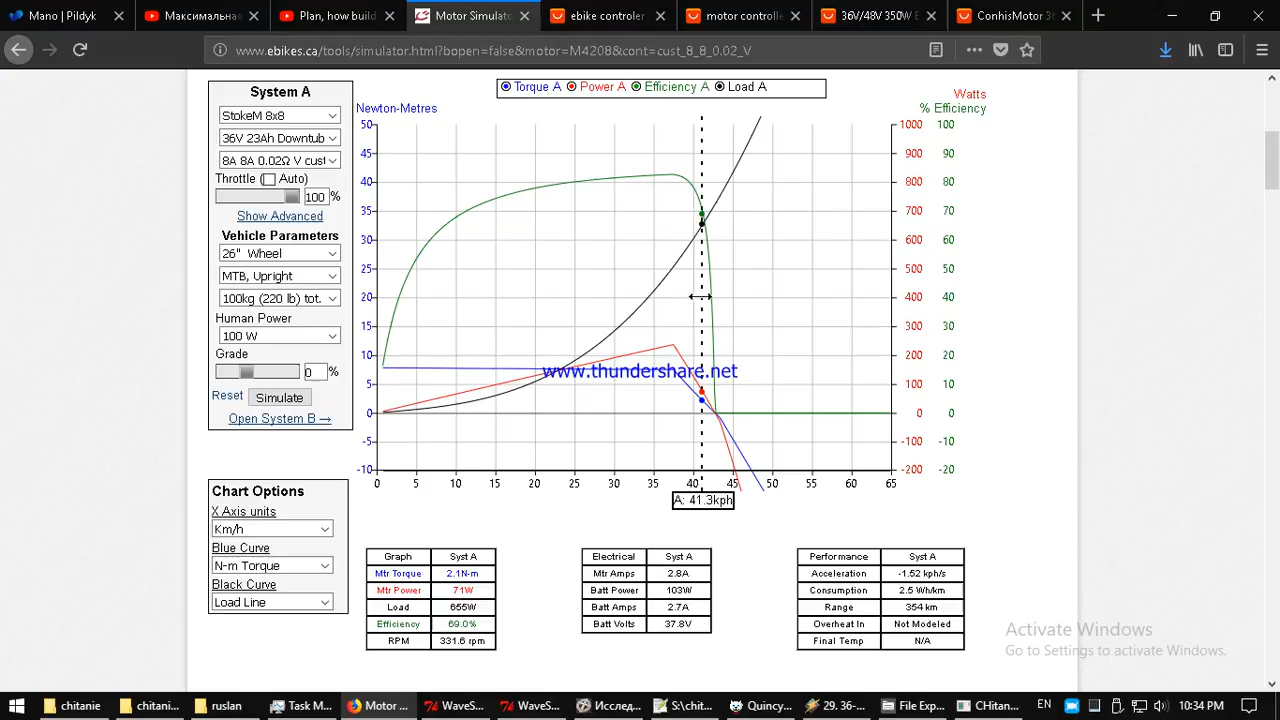 Mano | Pildyk
Максимальная
Plan, how build
Motor Simulato
ebike controler
motor controlle
36V/48V 350W E
ConhisMotor 36
www.ebikes.ca/tools/simulator.html?bopen=false&motor=M4208&cont=cust_8_8_0.02_V
System A
StokeM 8x8
36V 23Ah Downtub
8A 8A 0.02Ω V cust
Throttle ( Auto)
100 %
Show Advanced
Vehicle Parameters
26" Wheel
MTB, Upright
100kg (220 lb) tot.
Human Power
100 W
Grade
0 %
Reset Simulate
Open System B →
Torque A Power A Efficiency A Load A
Newton-Metres
Watts
% Efficiency
50 1000 100
45 900 90
40 800 80
35 700 70
30 600 60
25 500 50
20 400 40
15 300 30
10 200 20
5 100 10
0 0 0
-5 -100 -10
-10 -200 -20
0 5 10 15 20 25 30 35 40 45 50 55 60 65
A: 41.3kph
www.thundershare.net
Chart Options
X Axis units
Km/h
Blue Curve
N-m Torque
Black Curve
Load Line
Graph Syst A
Mtr Torque 2.1N-m
Mtr Power 71W
Load 655W
Efficiency 69.0%
RPM 331.6 rpm
Electrical Syst A
Mtr Amps 2.8A
Batt Power 103W
Batt Amps 2.7A
Batt Volts 37.8V
Performance Syst A
Acceleration -1.52 kph/s
Consumption 2.5 Wh/km
Range 354 km
Overheat In Not Modeled
Final Temp N/A
Activate Windows
Go to Settings to activate Windows.
chitanie
chitani...
ruslan
Task M...
Motor ...
WaveS...
WaveS...
Исслед...
S:\chit...
Quincy...
29. 36-...
File Exp...
CHitan...
EN
10:34 PM